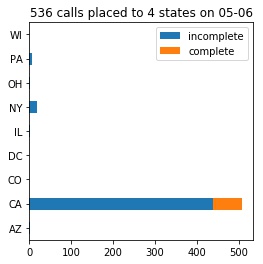 536 calls placed to 4 states on 05-06
incomplete
complete
WI
PA
OH
NY
IL
DC
CO
CA
AZ
0 100 200 300 400 500